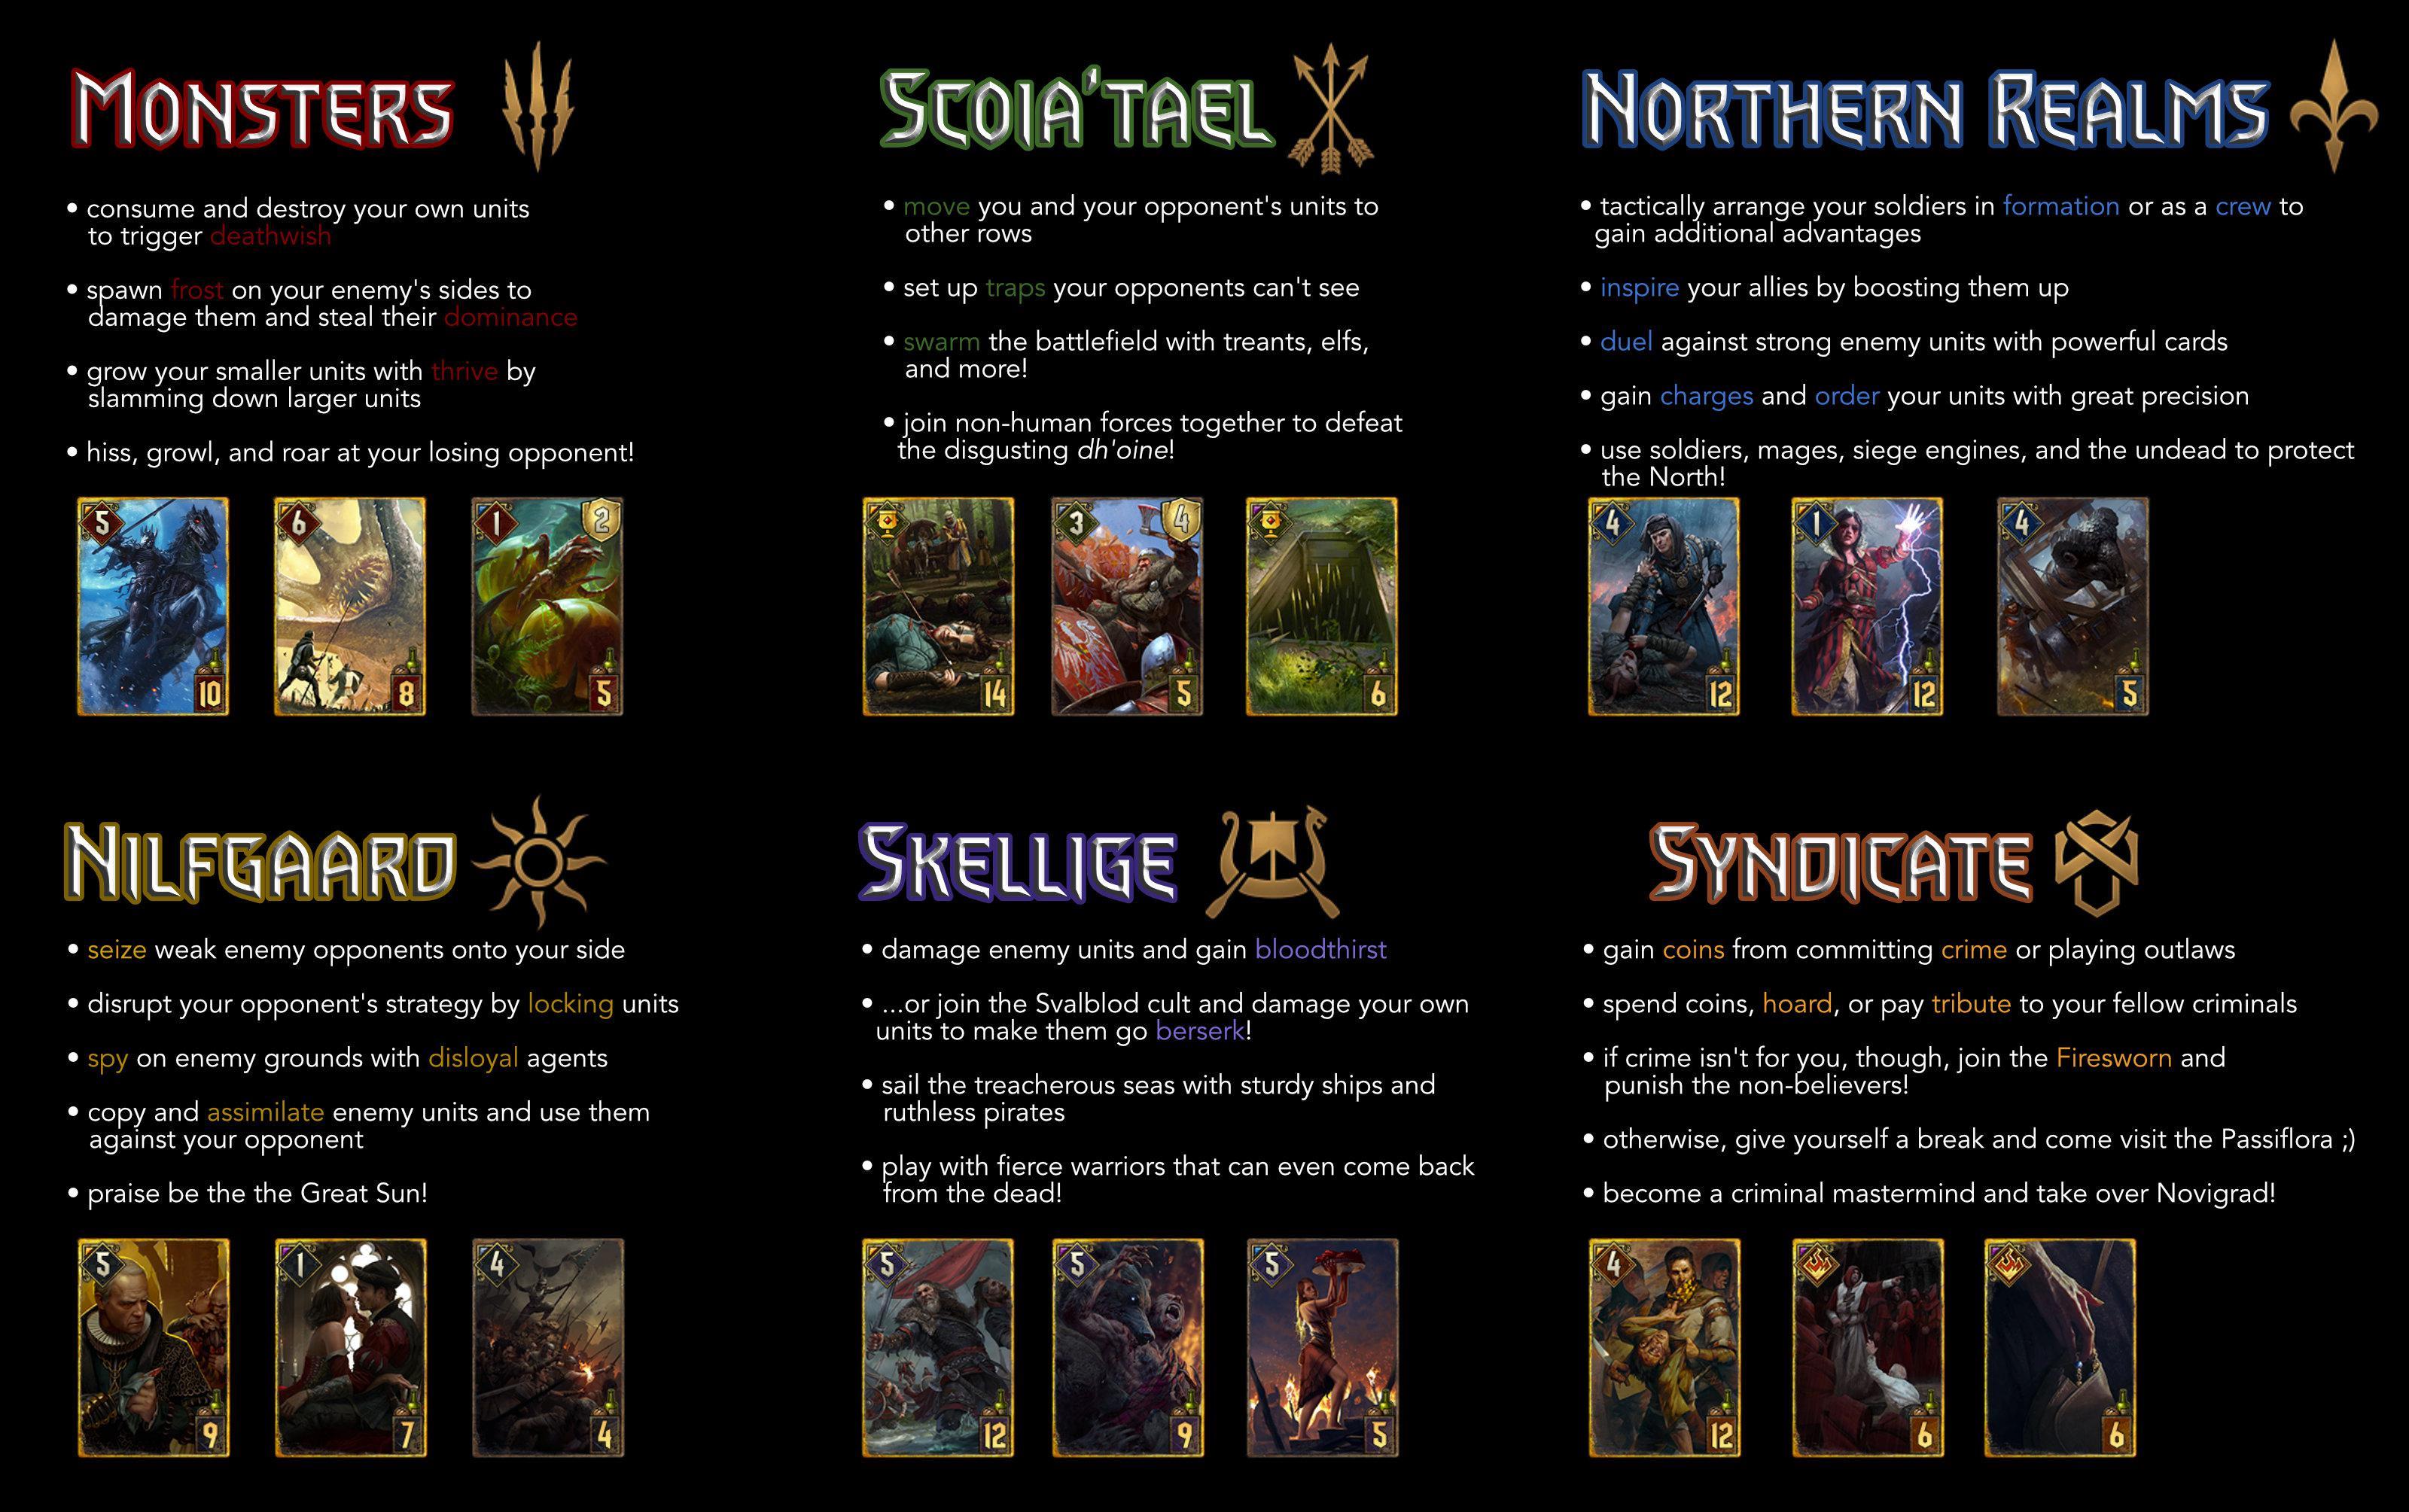 MONSTERS
• consume and destroy your own units
to trigger deathwish
• spawn frost on your enemy's sides to
damage them and steal their dominance
• grow your smaller units with thrive by
slamming down larger units
• hiss, growl, and roar at your losing opponent!
5
10
6
8
1
2
5
SCOIA'TAEL
• move you and your opponent's units to
other rows
• set up traps your opponents can't see
• swarm the battlefield with treants, elfs,
and more!
• join non-human forces together to defeat
the disgusting dh'oine!
14
3
4
5
6
NORTHERN REALMS
• tactically arrange your soldiers in formation or as a crew to
gain additional advantages
• inspire your allies by boosting them up
• duel against strong enemy units with powerful cards
• gain charges and order your units with great precision
• use soldiers, mages, siege engines, and the undead to protect
the North!
4
12
1
12
4
5
NILFGAARD
• seize weak enemy opponents onto your side
• disrupt your opponent's strategy by locking units
• spy on enemy grounds with disloyal agents
• copy and assimilate enemy units and use them
against your opponent
• praise be the the Great Sun!
5
9
1
7
4
4
SKELLIGE
• damage enemy units and gain bloodthirst
• ...or join the Svalblod cult and damage your own
units to make them go berserk!
• sail the treacherous seas with sturdy ships and
ruthless pirates
• play with fierce warriors that can even come back
from the dead!
5
12
5
9
5
5
SYNDICATE
• gain coins from committing crime or playing outlaws
• spend coins, hoard, or pay tribute to your fellow criminals
• if crime isn't for you, though, join the Firesworn and
punish the non-believers!
• otherwise, give yourself a break and come visit the Passiflora ;)
• become a criminal mastermind and take over Novigrad!
4
12
6
6